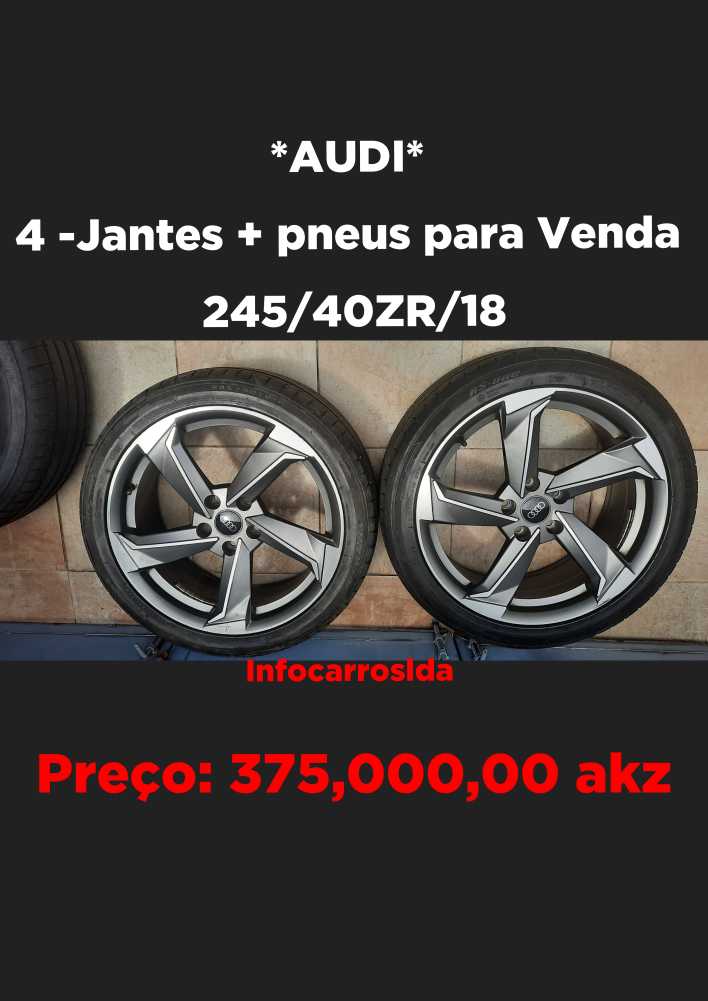 *AUDI*
4 -Jantes + pneus para Venda
245/40ZR/18
Infocarroslda
Preço: 375,000,00 akz